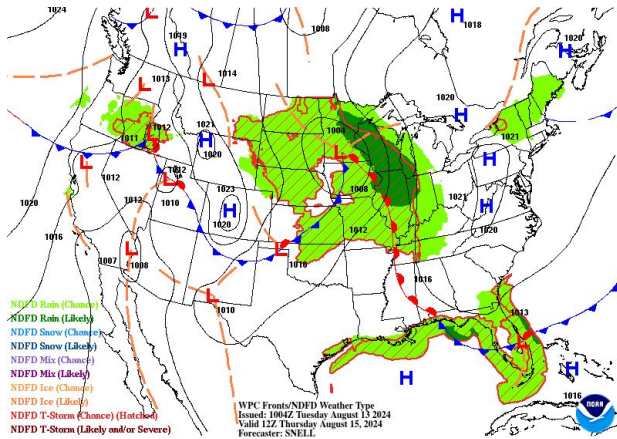 1024
L
1019
H
1008
H
1018
1020
H
1013
L
L
1014
1020
H
1012
1011
L
1021
H
1020
1004
L
1021
L
1012
1012
L
1010
1008
H
1023
H
1020
1012
1021
H
H
1020
1020
1016
1012
1007
L
1008
L
1010
1016
L
1010
1013
L
H
H
1016
NDFD Rain (Chance)
NDFD Rain (Likely)
NDFD Snow (Chance)
NDFD Snow (Likely)
NDFD Mix (Chance)
NDFD Mix (Likely)
NDFD Ice (Chance)
NDFD Ice (Likely)
NDFD T-Storm (Chance) (Hatched)
NDFD T-Storm (Likely and/or Severe)
WPC Fronts/NDFD Weather Type
Issued: 1004Z Tuesday August 13 2024
Valid 12Z Thursday August 15, 2024
Forecaster: SNELL
NOAA